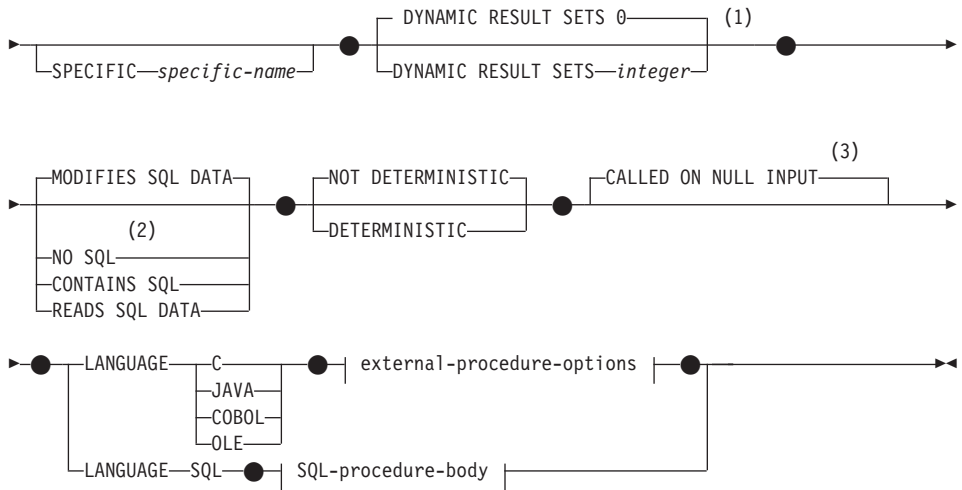 DYNAMIC RESULT SETS 0 (1)
SPECIFIC specific-name DYNAMIC RESULT SETS integer
MODIFIES SQL DATA NOT DETERMINISTIC CALLED ON NULL INPUT (3)
(2)
NO SQL DETERMINISTIC
CONTAINS SQL
READS SQL DATA
LANGUAGE C external-procedure-options
JAVA
COBOL
OLE
LANGUAGE SQL SQL-procedure-body